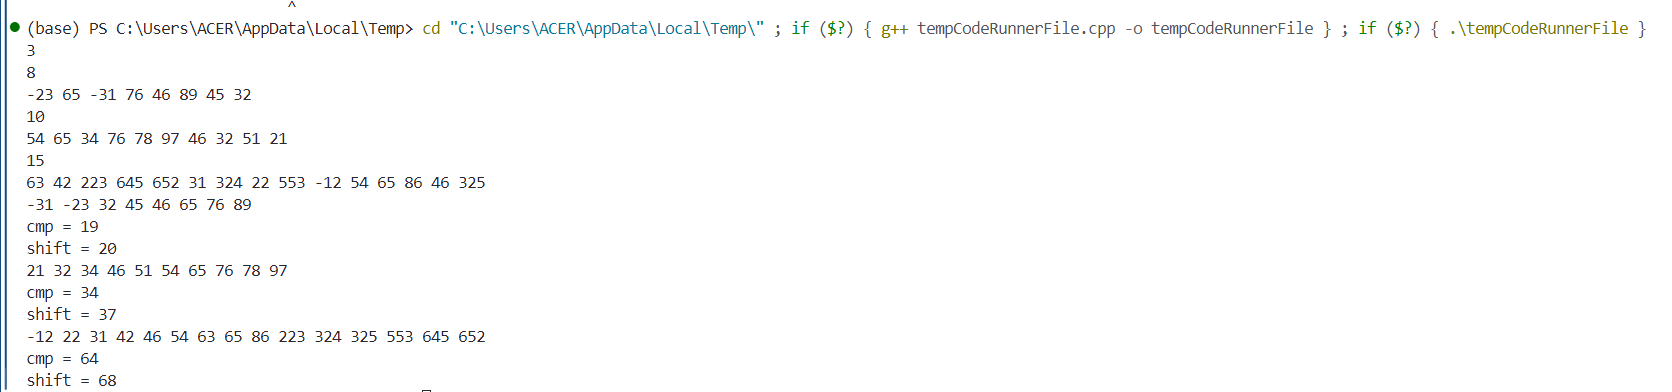 ^
(base) PS C:\Users\ACER\AppData\Local\Temp> cd "C:\Users\ACER\AppData\Local\Temp\" ; if ($?) { g++ tempCodeRunnerFile.cpp -o tempCodeRunnerFile } ; if ($?) { .\tempCodeRunnerFile }
3
8
-23 65 -31 76 46 89 45 32
10
54 65 34 76 78 97 46 32 51 21
15
63 42 223 645 652 31 324 22 553 -12 54 65 86 46 325
-31 -23 32 45 46 65 76 89
cmp = 19
shift = 20
21 32 34 46 51 54 65 76 78 97
cmp = 34
shift = 37
-12 22 31 42 46 54 63 65 86 223 324 325 553 645 652
cmp = 64
shift = 68